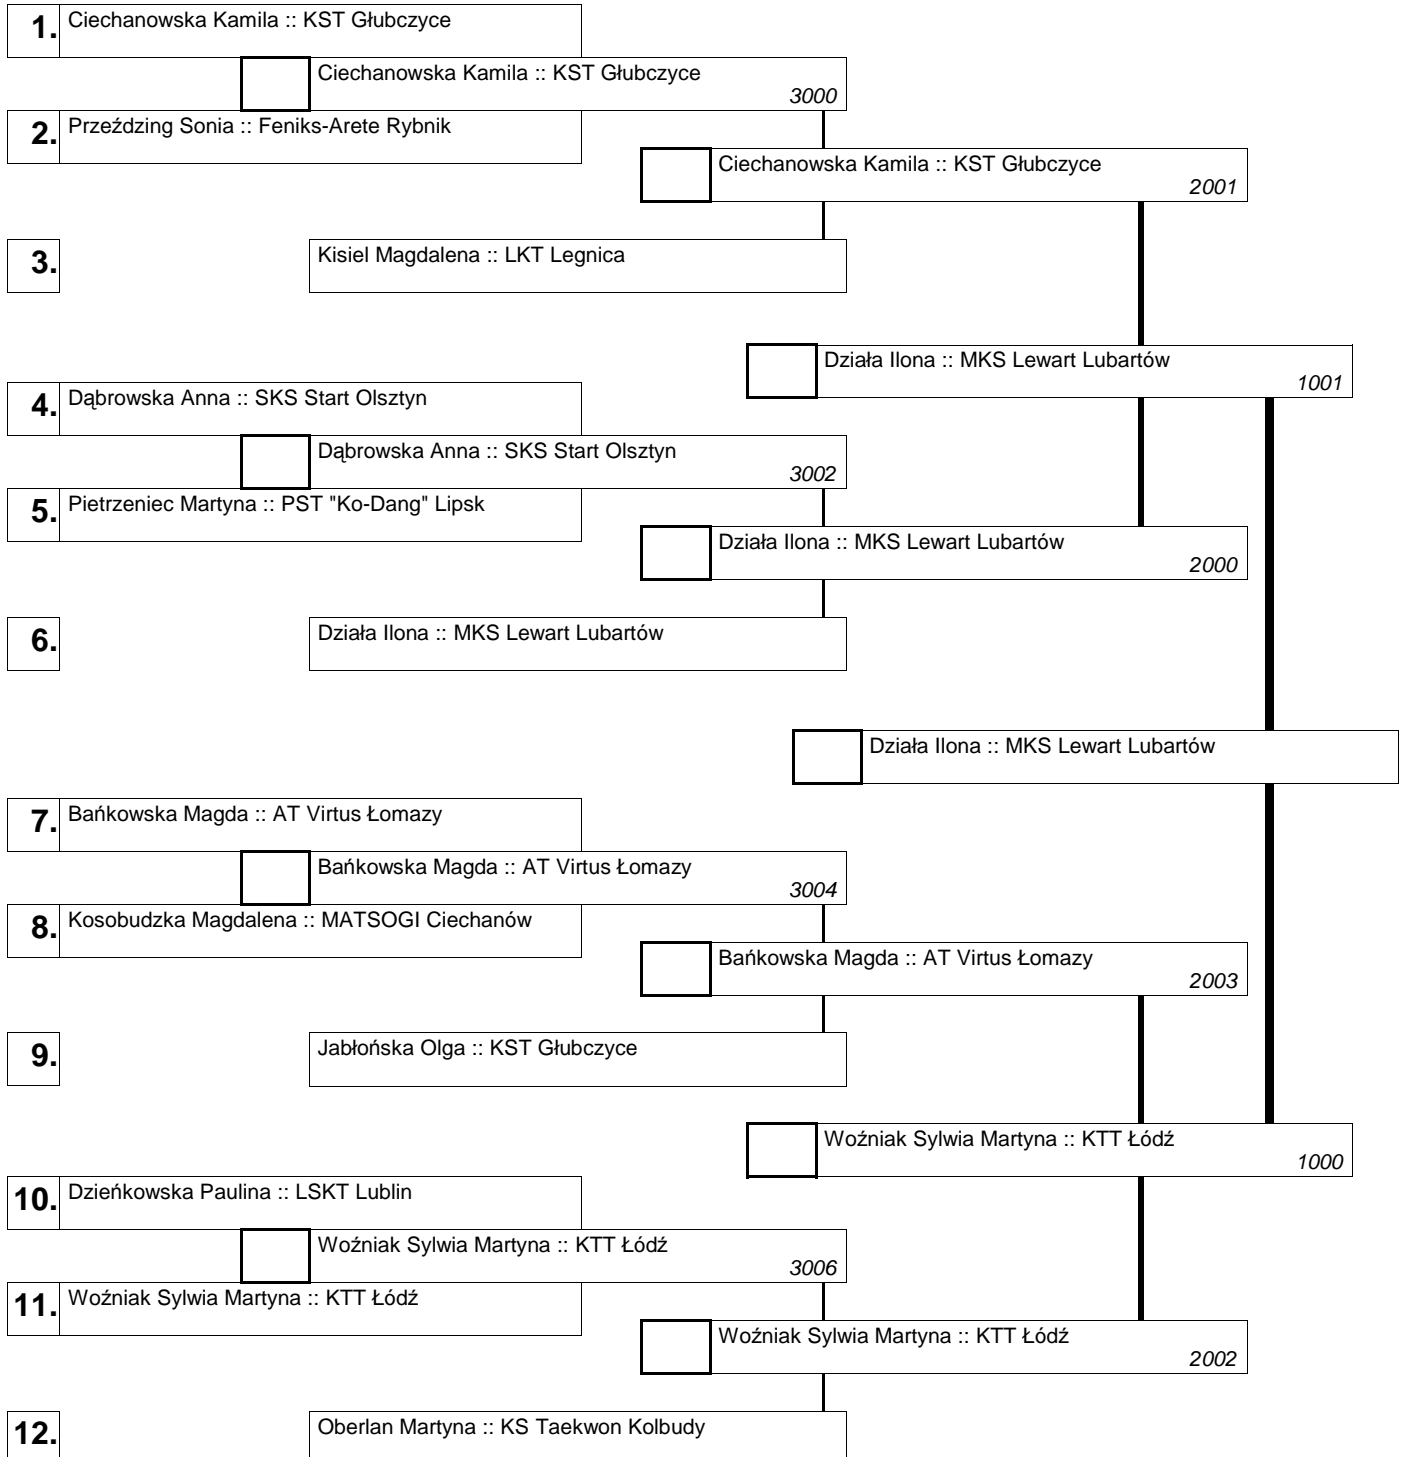 1. Ciechanowska Kamila :: KST Głubczyce
Ciechanowska Kamila :: KST Głubczyce
3000
2. Przeździng Sonia :: Feniks-Arete Rybnik
Ciechanowska Kamila :: KST Głubczyce
2001
3. Kisiel Magdalena :: LKT Legnica
Działa Ilona :: MKS Lewart Lubartów
1001
4. Dąbrowska Anna :: SKS Start Olsztyn
Dąbrowska Anna :: SKS Start Olsztyn
3002
5. Pietrzeniec Martyna :: PST "Ko-Dang" Lipsk
Działa Ilona :: MKS Lewart Lubartów
2000
6. Działa Ilona :: MKS Lewart Lubartów
Działa Ilona :: MKS Lewart Lubartów
7. Bańkowska Magda :: AT Virtus Łomazy
Bańkowska Magda :: AT Virtus Łomazy
3004
8. Kosobudzka Magdalena :: MATSOGI Ciechanów
Bańkowska Magda :: AT Virtus Łomazy
2003
9. Jabłońska Olga :: KST Głubczyce
Woźniak Sylwia Martyna :: KTT Łódź
1000
10. Dzieńkowska Paulina :: LSKT Lublin
Woźniak Sylwia Martyna :: KTT Łódź
3006
11. Woźniak Sylwia Martyna :: KTT Łódź
Woźniak Sylwia Martyna :: KTT Łódź
2002
12. Oberlan Martyna :: KS Taekwon Kolbudy